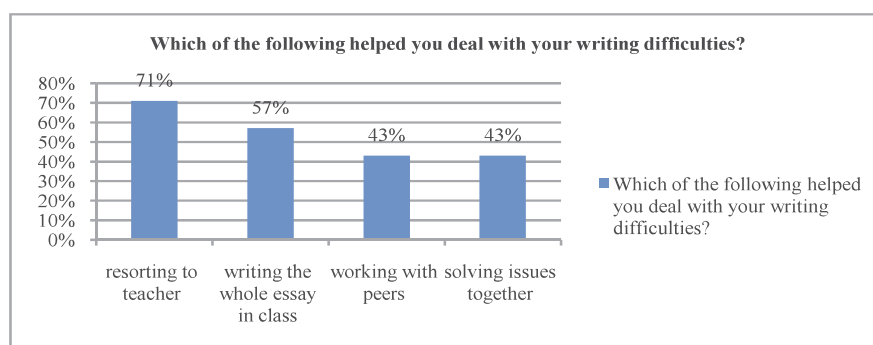 Which of the following helped you deal with your writing difficulties?
80%
70%
60%
50%
40%
30%
20%
10%
0%
71%
57%
43%
43%
resorting to
teacher
writing the
whole essay
in class
working with
peers
solving issues
together
Which of the following helped
you deal with your writing
difficulties?